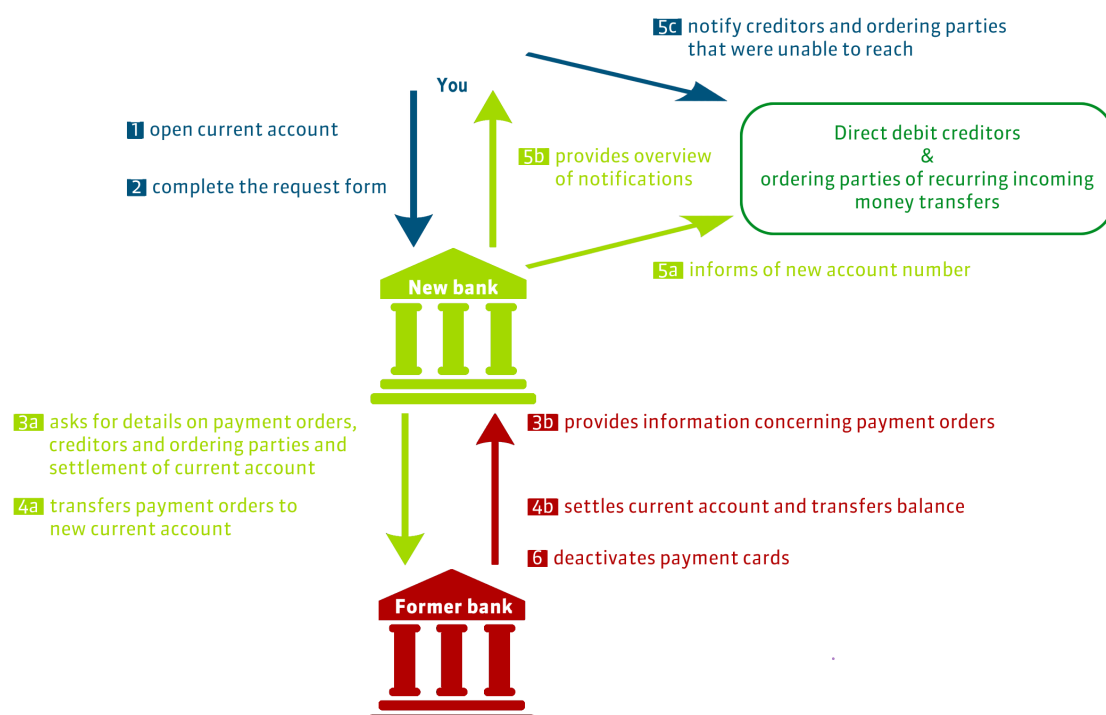 5c notify creditors and ordering parties
that were unable to reach
You
1 open current account
2 complete the request form
5b provides overview
of notifications
Direct debit creditors
&
ordering parties of recurring incoming
money transfers
5a informs of new account number
New bank
3a asks for details on payment orders,
creditors and ordering parties and
settlement of current account
4a transfers payment orders to
new current account
3b provides information concerning payment orders
4b settles current account and transfers balance
6 deactivates payment cards
Former bank